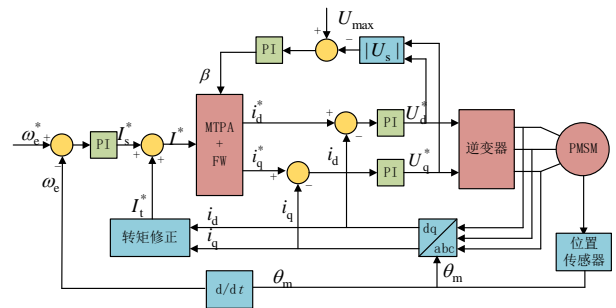 U_max
PI
|U_s|
β
ω_e^*
PI
I_s^*
I^*
MTPA
+
FW
i_d^*
PI
U_d^*
逆变器
PMSM
i_q^*
i_d
PI
U_q^*
ω_e
i_q
I_t^*
转矩修正
i_d
i_q
dq
abc
位置
传感器
d/dt
θ_m
θ_m